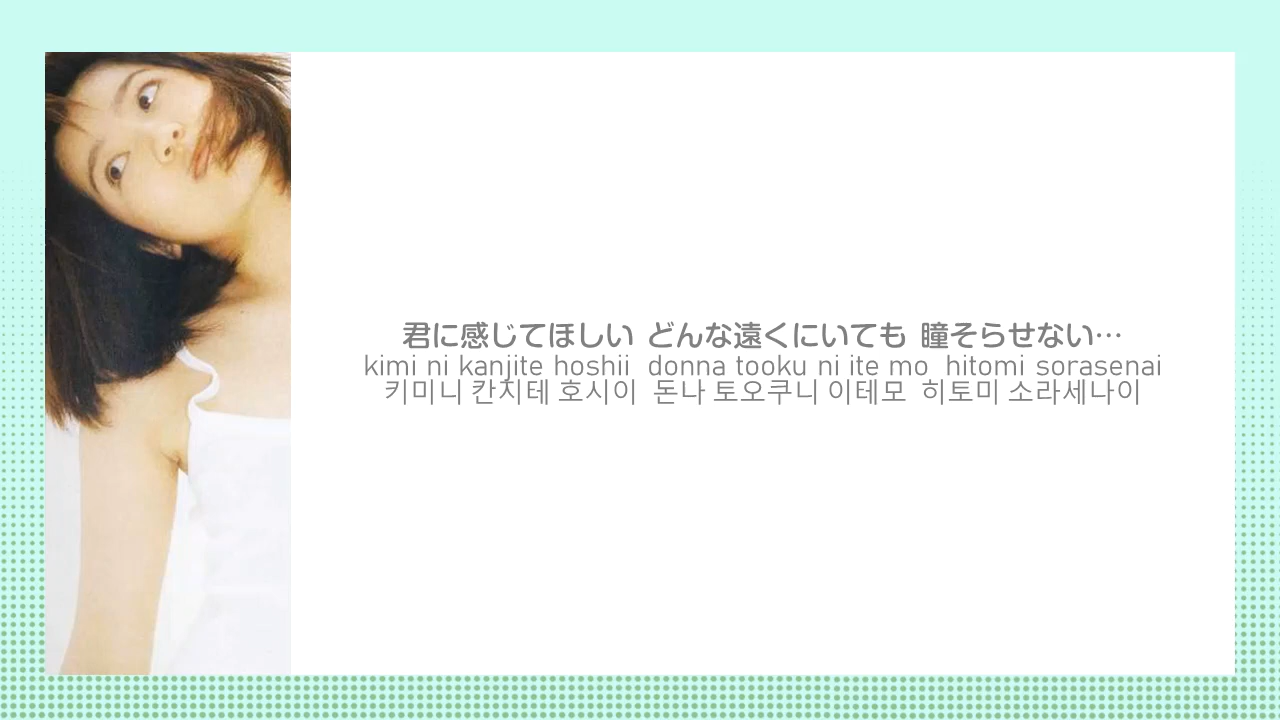 君に感じてほしい どんな遠くにいても 瞳そらせない…
kimi ni kanjite hoshii donna tooku ni ite mo hitomi sorasenai
키미니 칸지테 호시이 돈나 토오쿠니 이테모 히토미 소라세나이